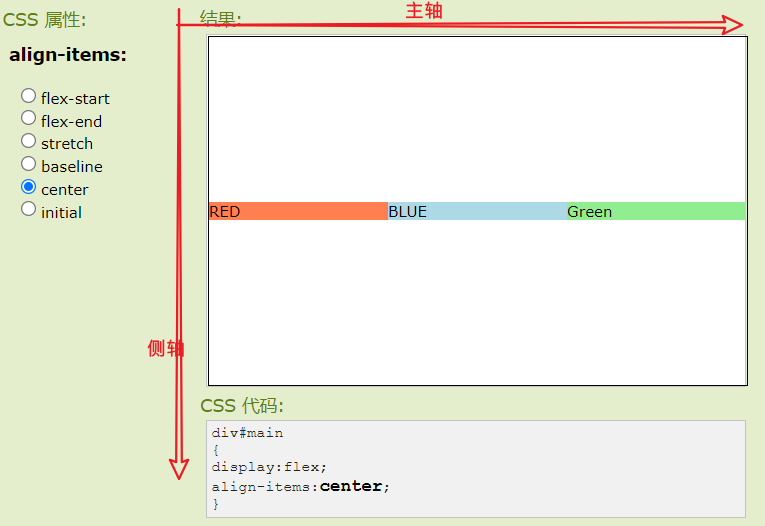 CSS 属性:
align-items:
flex-start
flex-end
stretch
baseline
center
initial
主轴
侧轴
结果:
RED BLUE Green
CSS 代码:
div#main
{
display:flex;
align-items:center;
}